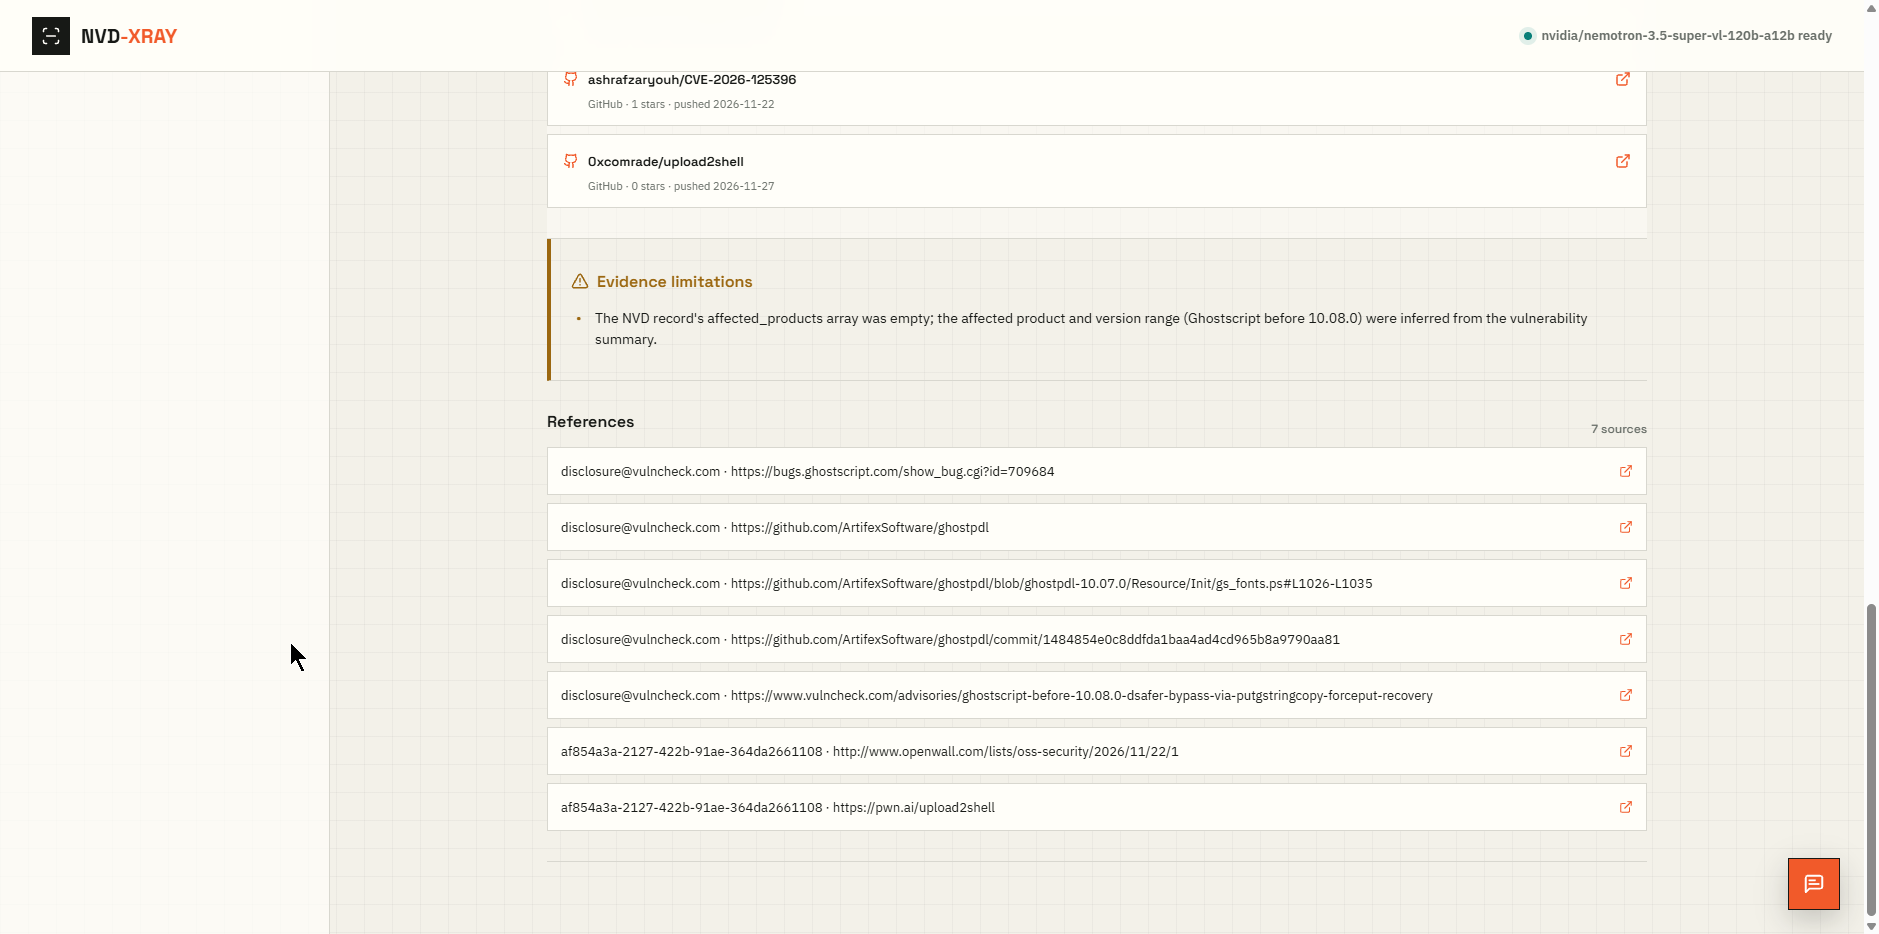 NVD-XRAY
nvidia/nemotron-3.5-super-vl-120b-a12b ready
ashrafzaryouh/CVE-2026-125396
GitHub · 1 stars · pushed 2026-11-22
0xcomrade/upload2shell
GitHub · 0 stars · pushed 2026-11-27
Evidence limitations
• The NVD record's affected_products array was empty; the affected product and version range (Ghostscript before 10.08.0) were inferred from the vulnerability
summary.
References
7 sources
disclosure@vulncheck.com · https://bugs.ghostscript.com/show_bug.cgi?id=709684
disclosure@vulncheck.com · https://github.com/ArtifexSoftware/ghostpdl
disclosure@vulncheck.com · https://github.com/ArtifexSoftware/ghostpdl/blob/ghostpdl-10.07.0/Resource/Init/gs_fonts.ps#L1026-L1035
disclosure@vulncheck.com · https://github.com/ArtifexSoftware/ghostpdl/commit/1484854e0c8ddfda1baa4ad4cd965b8a9790aa81
disclosure@vulncheck.com · https://www.vulncheck.com/advisories/ghostscript-before-10.08.0-dsafer-bypass-via-putgstringcopy-forceput-recovery
af854a3a-2127-422b-91ae-364da2661108 · http://www.openwall.com/lists/oss-security/2026/11/22/1
af854a3a-2127-422b-91ae-364da2661108 · https://pwn.ai/upload2shell